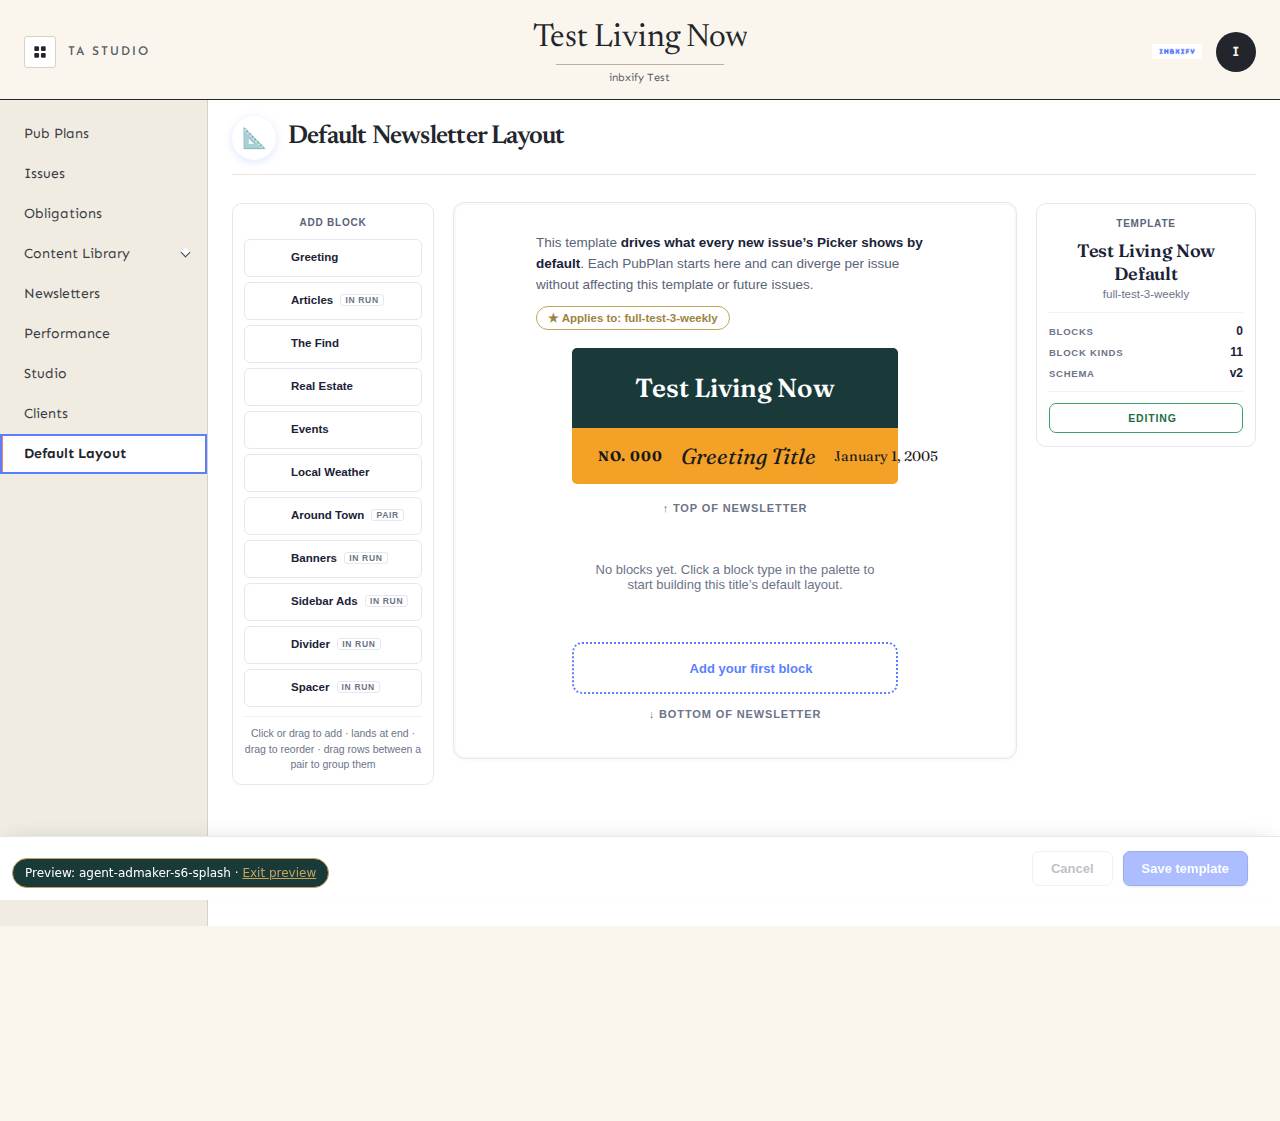 TA STUDIO
Test Living Now
inbxify Test
INBXIFY
I
Pub Plans
Issues
Obligations
Content Library
Newsletters
Performance
Studio
Clients
Default Layout
Default Newsletter Layout
ADD BLOCK
Greeting
Articles IN RUN
The Find
Real Estate
Events
Local Weather
Around Town PAIR
Banners IN RUN
Sidebar Ads IN RUN
Divider IN RUN
Spacer IN RUN
Click or drag to add · lands at end ·
drag to reorder · drag rows between a
pair to group them
This template drives what every new issue’s Picker shows by
default. Each PubPlan starts here and can diverge per issue
without affecting this template or future issues.
★ Applies to: full-test-3-weekly
Test Living Now
NO. 000 Greeting Title January 1, 2005
↑ TOP OF NEWSLETTER
No blocks yet. Click a block type in the palette to
start building this title’s default layout.
Add your first block
↓ BOTTOM OF NEWSLETTER
TEMPLATE
Test Living Now
Default
full-test-3-weekly
BLOCKS 0
BLOCK KINDS 11
SCHEMA v2
EDITING
Preview: agent-admaker-s6-splash · Exit preview
Cancel
Save template